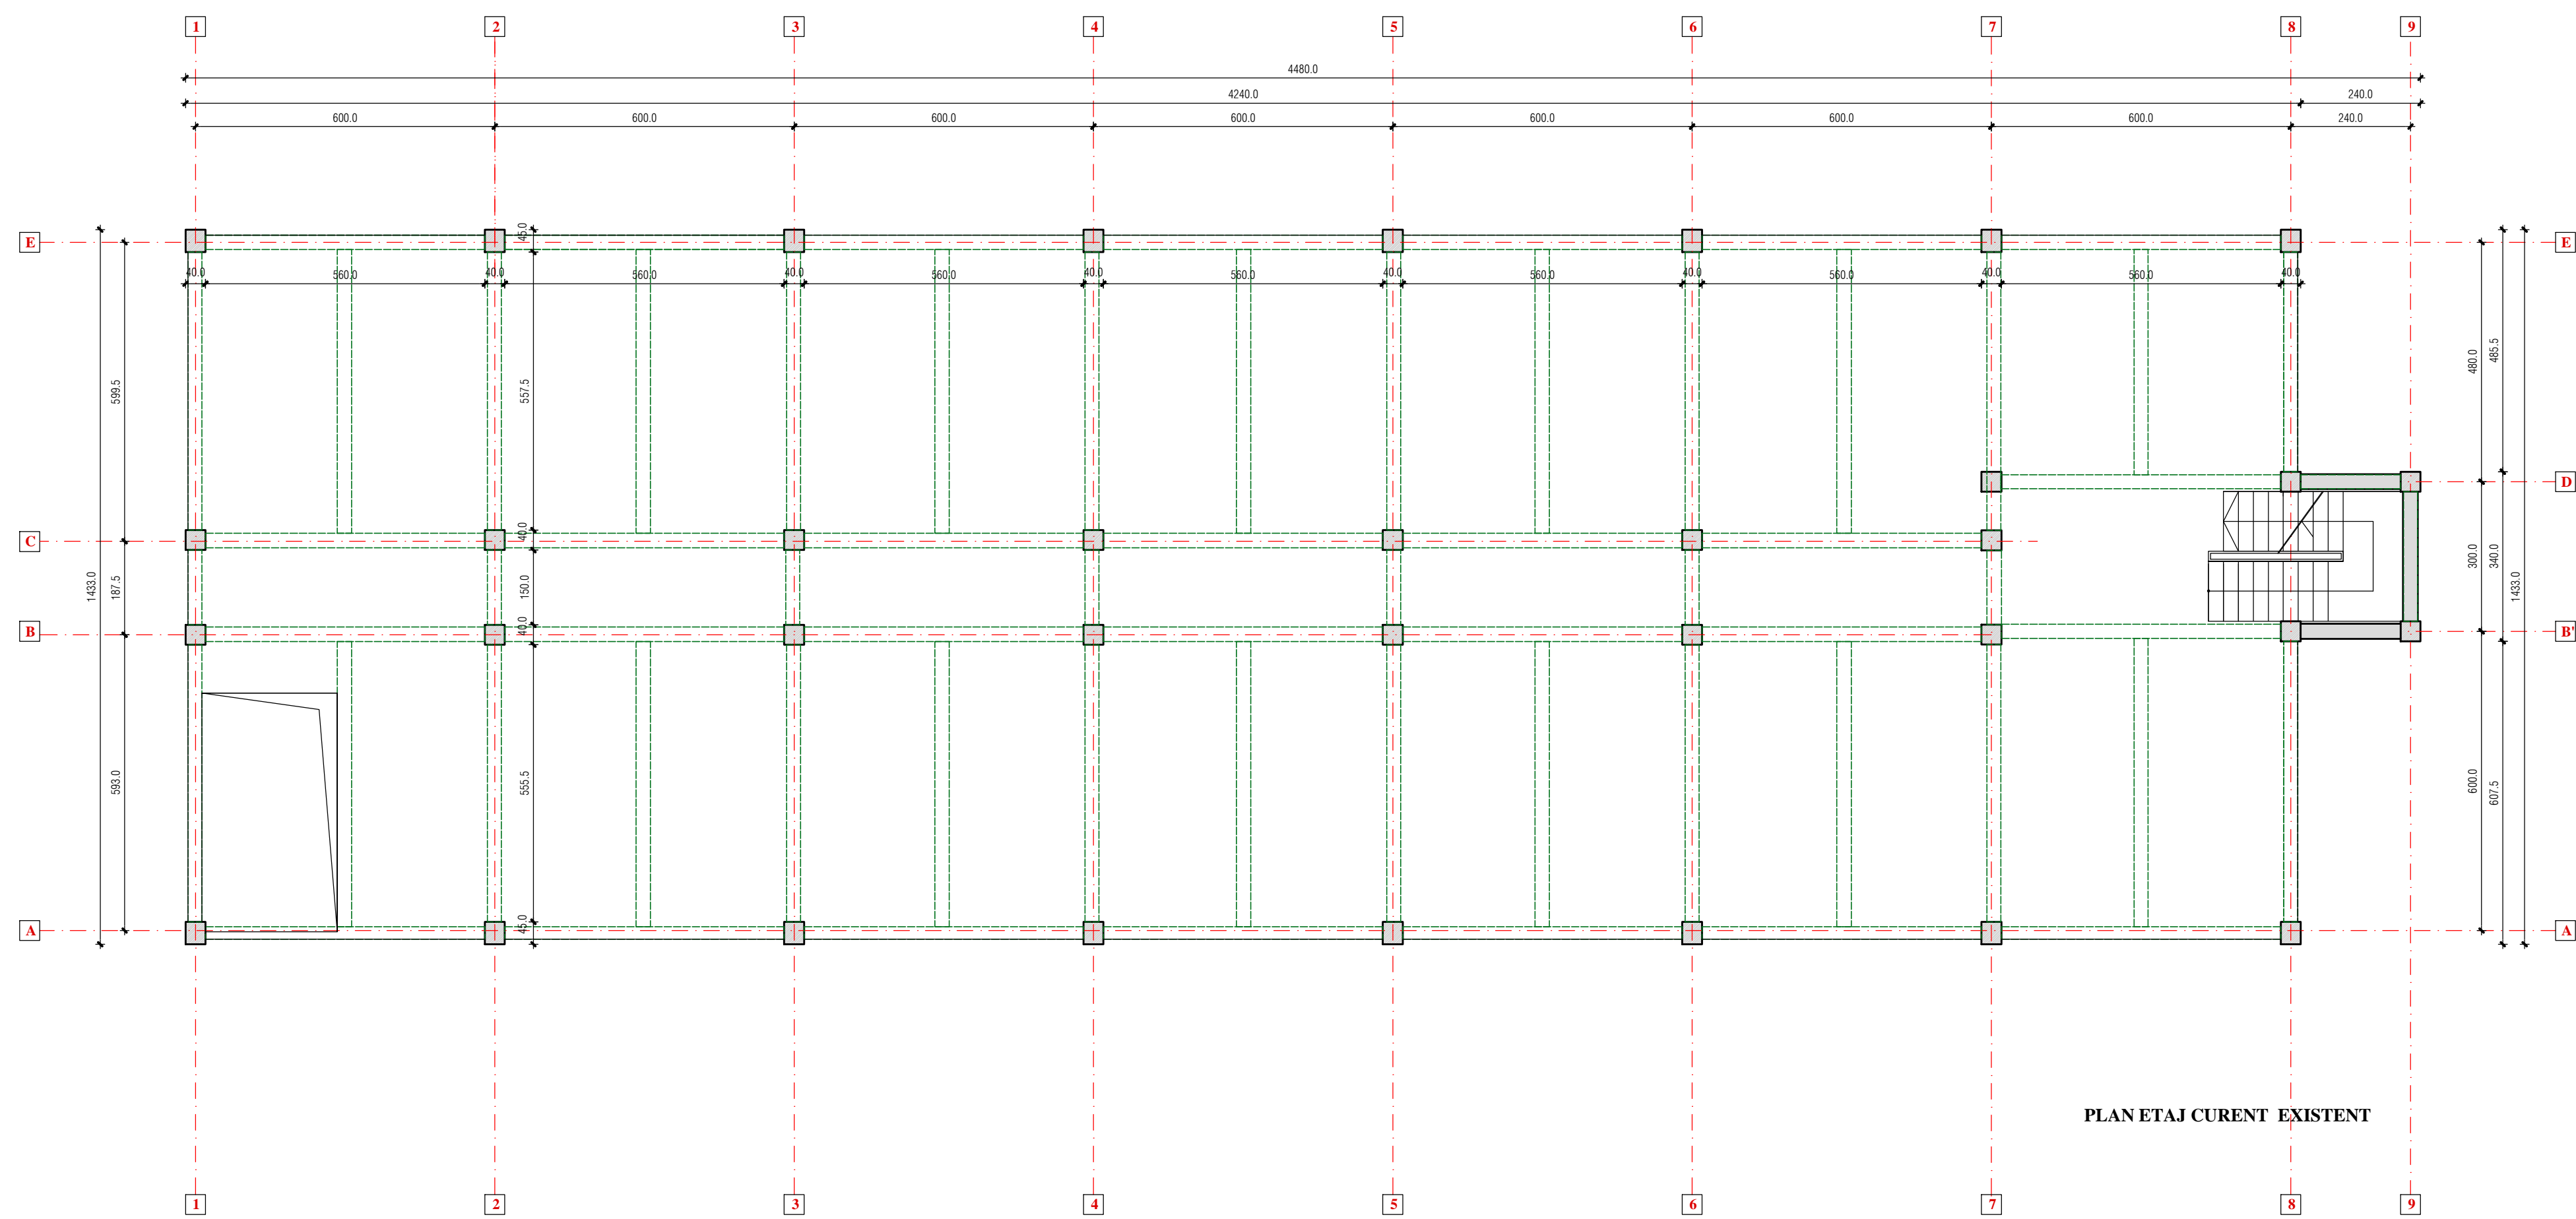 1 2 3 4 5 6 7 8 9
4480.0
4240.0 240.0
600.0 600.0 600.0 600.0 600.0 600.0 600.0 240.0
E 45.0 E
40.0 560.0 40.0 560.0 40.0 560.0 40.0 560.0 40.0 560.0 40.0 560.0 40.0 560.0 40.0
599.5 557.5 480.0 485.5
D
C 40.0
1433.0 187.5 150.0 300.0 340.0 1433.0
B 40.0 B'
593.0 555.5 600.0 607.5
A 45.0 A
PLAN ETAJ CURENT EXISTENT
1 2 3 4 5 6 7 8 9